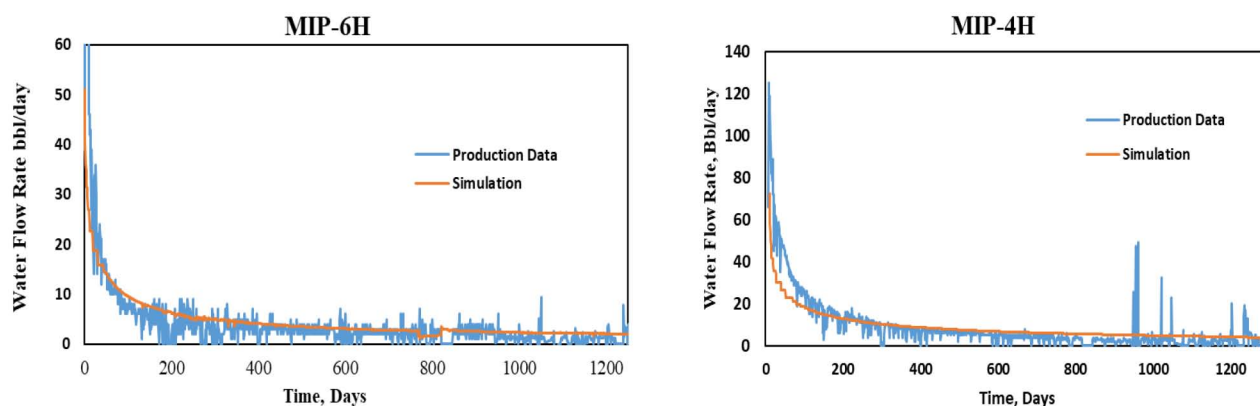 MIP-6H
60
50
40
30
20
10
0
Water Flow Rate bbl/day
Production Data
Simulation
0 200 400 600 800 1000 1200
Time, Days
MIP-4H
140
120
100
80
60
40
20
0
Water Flow Rate, Bbl/day
Production Data
Simulation
0 200 400 600 800 1000 1200
Time, Days